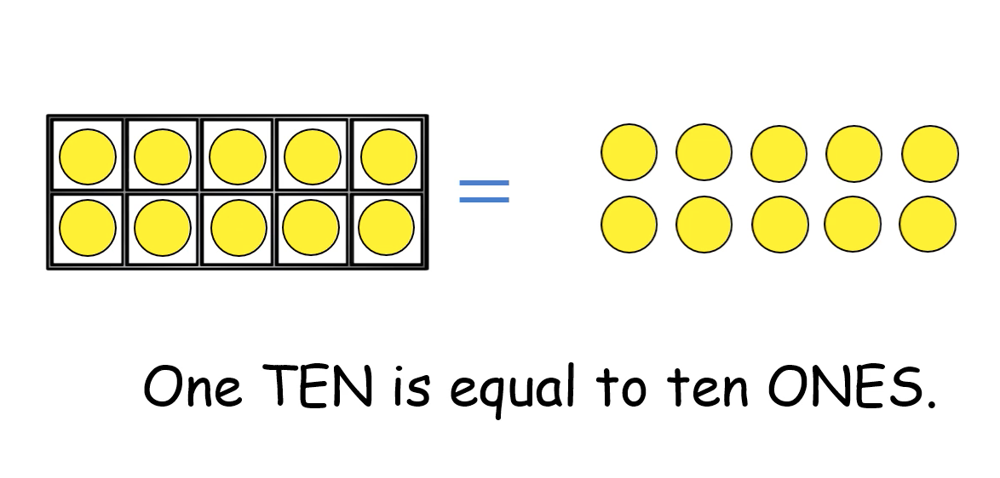 =
One TEN is equal to ten ONES.